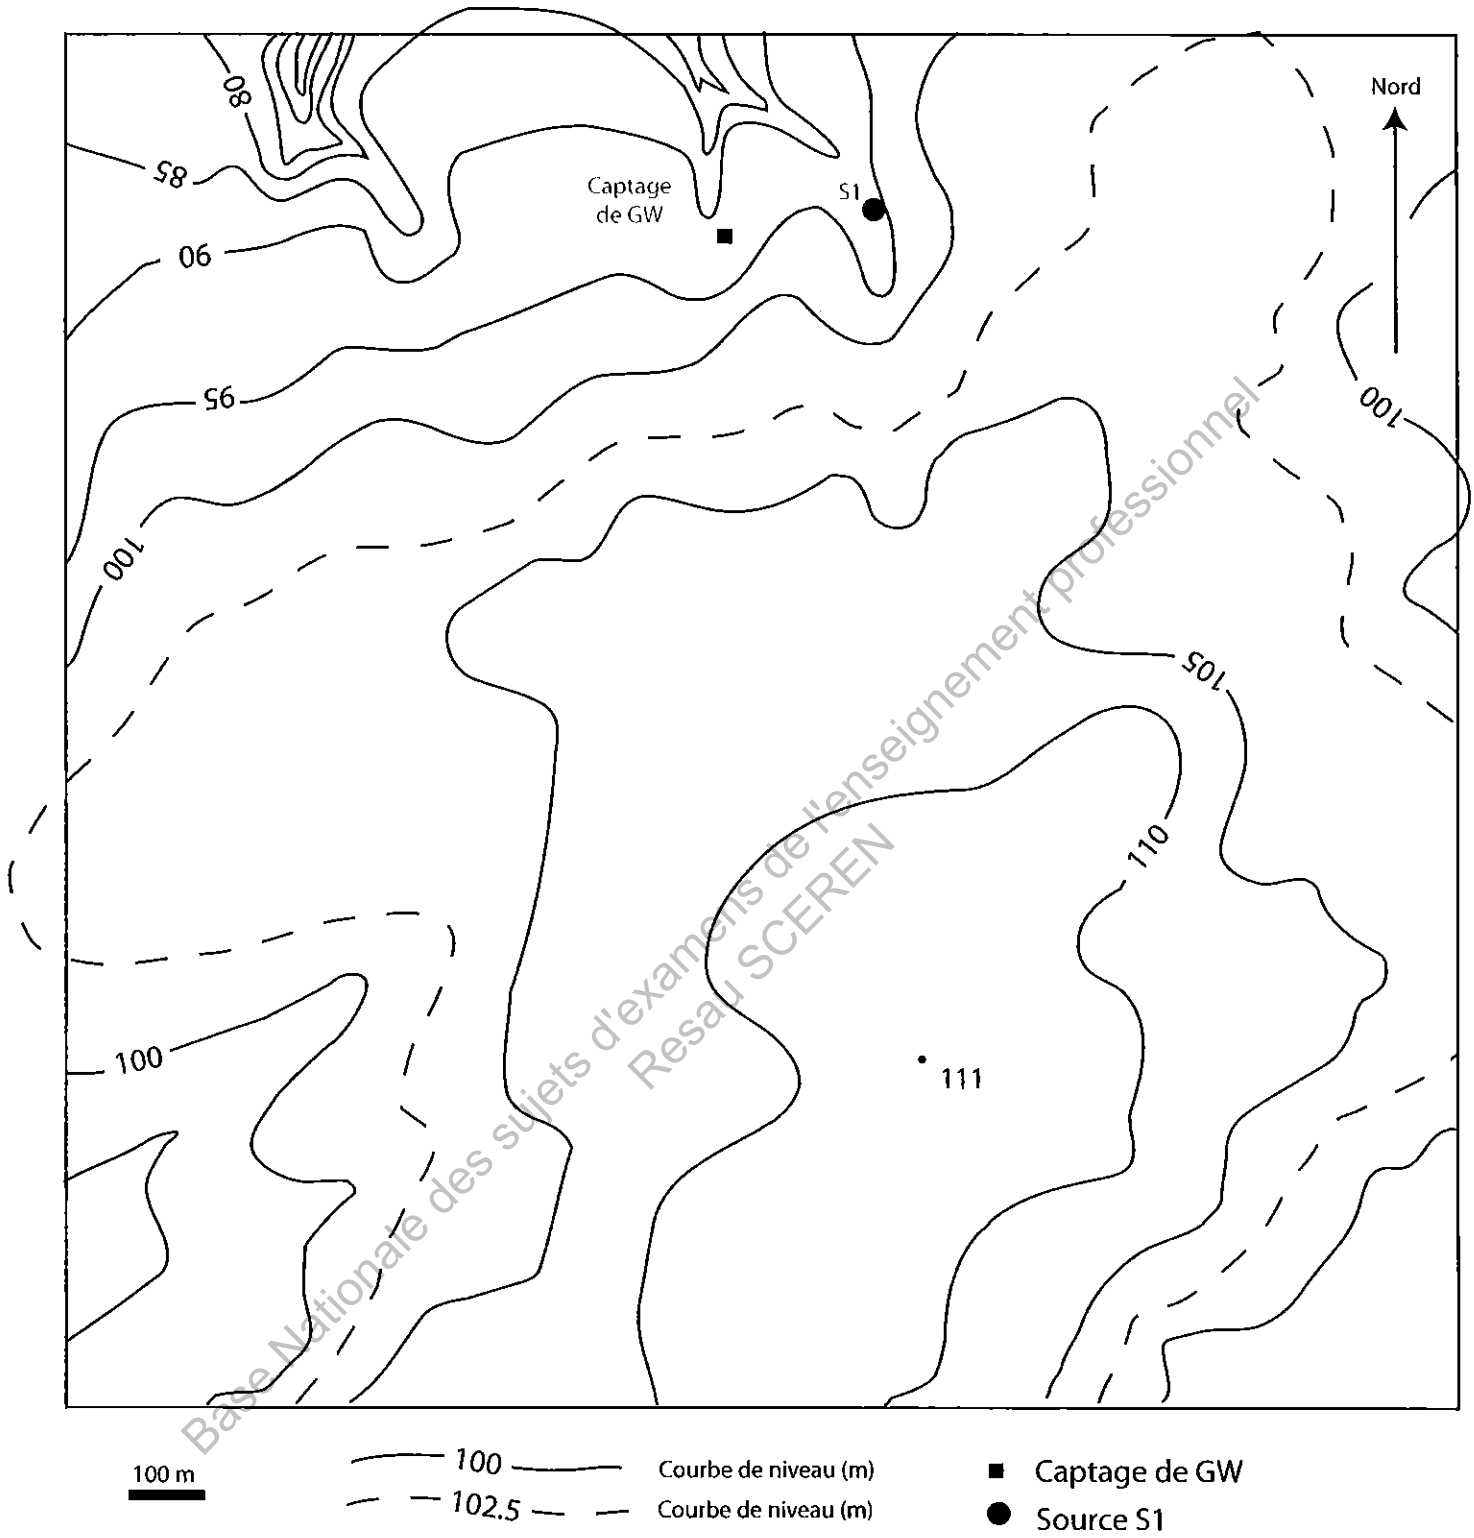 80
Nord
85
Captage
de GW
S1
90
95
100
100
105
110
111
100
Base Nationale des sujets d'examens de l'enseignement professionnel
Resau SCEREN
100 m
100 Courbe de niveau (m)
102.5 Courbe de niveau (m)
Captage de GW
Source S1